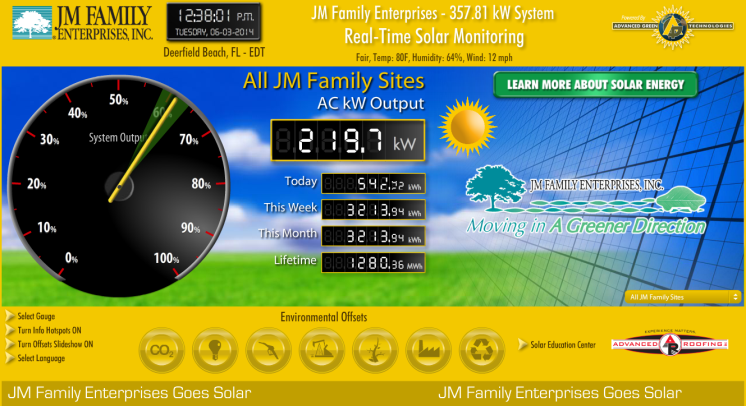 JM FAMILY
ENTERPRISES, INC.
12:38:01 P.M.
TUESDAY, 06-03-2014
Deerfield Beach, FL - EDT
JM Family Enterprises - 357.81 kW System
Real-Time Solar Monitoring
Fair, Temp: 80F, Humidity: 64%, Wind: 12 mph
Powered By:
ADVANCED GREEN TECHNOLOGIES
All JM Family Sites
AC kW Output
219.7 kW
Today 542.72 kWh
This Week 3213.94 kWh
This Month 3213.94 kWh
Lifetime 1280.36 MWh
System Output
0%
10%
20%
30%
40%
50%
60%
70%
80%
90%
100%
LEARN MORE ABOUT SOLAR ENERGY
JM FAMILY ENTERPRISES, INC.
Moving in A Greener Direction
All JM Family Sites
Select Gauge
Turn Info Hotspots ON
Turn Offsets Slideshow ON
Select Language
Environmental Offsets
CO2
Solar Education Center
EXPERIENCE MATTERS
ADVANCED AR ROOFING
JM Family Enterprises Goes Solar
JM Family Enterprises Goes Solar